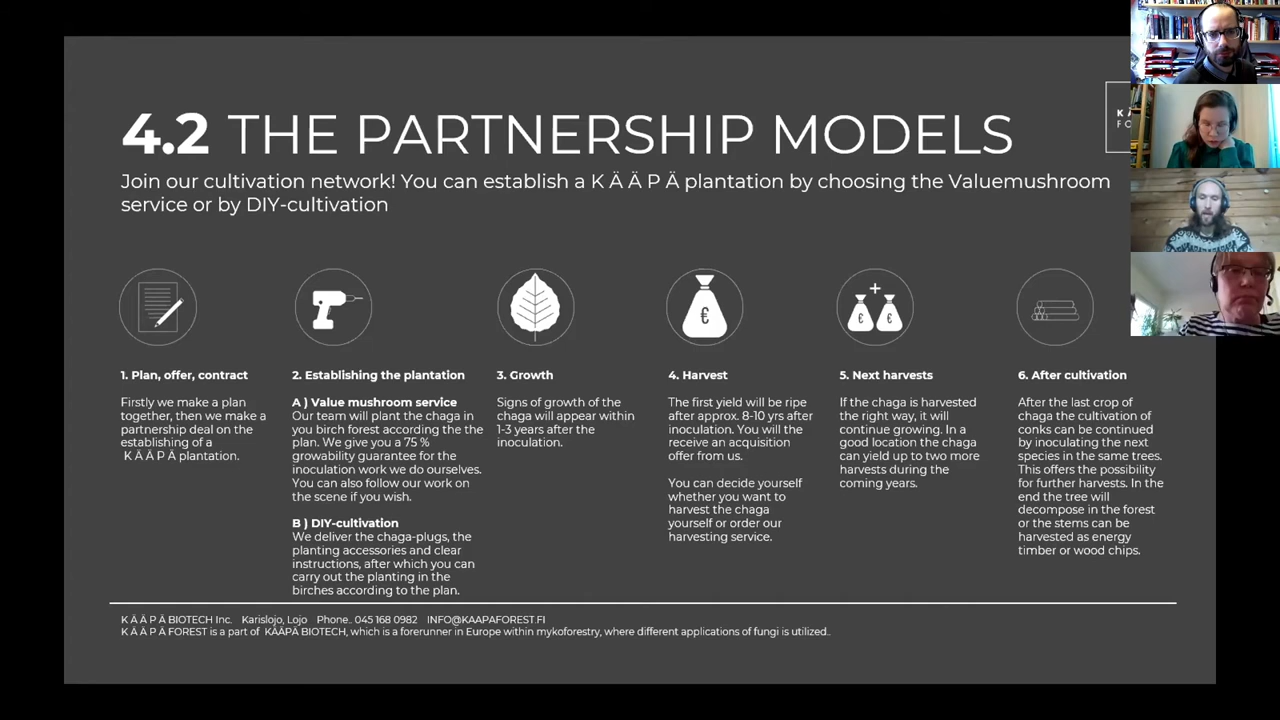 4.2 THE PARTNERSHIP MODELS
Join our cultivation network! You can establish a K Ä Ä P Ä plantation by choosing the Valuemushroom
service or by DIY-cultivation
1. Plan, offer, contract
Firstly we make a plan
together, then we make a
partnership deal on the
establishing of a
K Ä Ä P Ä plantation.
2. Establishing the plantation
A ) Value mushroom service
Our team will plant the chaga in
you birch forest according the the
plan. We give you a 75 %
growability guarantee for the
inoculation work we do ourselves.
You can also follow our work on
the scene if you wish.
B ) DIY-cultivation
We deliver the chaga-plugs, the
planting accessories and clear
instructions, after which you can
carry out the planting in the
birches according to the plan.
3. Growth
Signs of growth of the
chaga will appear within
1-3 years after the
inoculation.
4. Harvest
The first yield will be ripe
after approx. 8-10 yrs after
inoculation. You will the
receive an acquisition
offer from us.
You can decide yourself
whether you want to
harvest the chaga
yourself or order our
harvesting service.
5. Next harvests
If the chaga is harvested
the right way, it will
continue growing. In a
good location the chaga
can yield up to two more
harvests during the
coming years.
6. After cultivation
After the last crop of
chaga the cultivation of
conks can be continued
by inoculating the next
species in the same trees.
This offers the possibility
for further harvests. In the
end the tree will
decompose in the forest
or the stems can be
harvested as energy
timber or wood chips.
K Ä Ä P Ä BIOTECH Inc. Karislojo, Lojo Phone.. 045 168 0982 INFO@KAAPAFOREST.FI
K Ä Ä P Ä FOREST is a part of KÄÄPÄ BIOTECH, which is a forerunner in Europe within mykoforestry, where different applications of fungi is utilized..